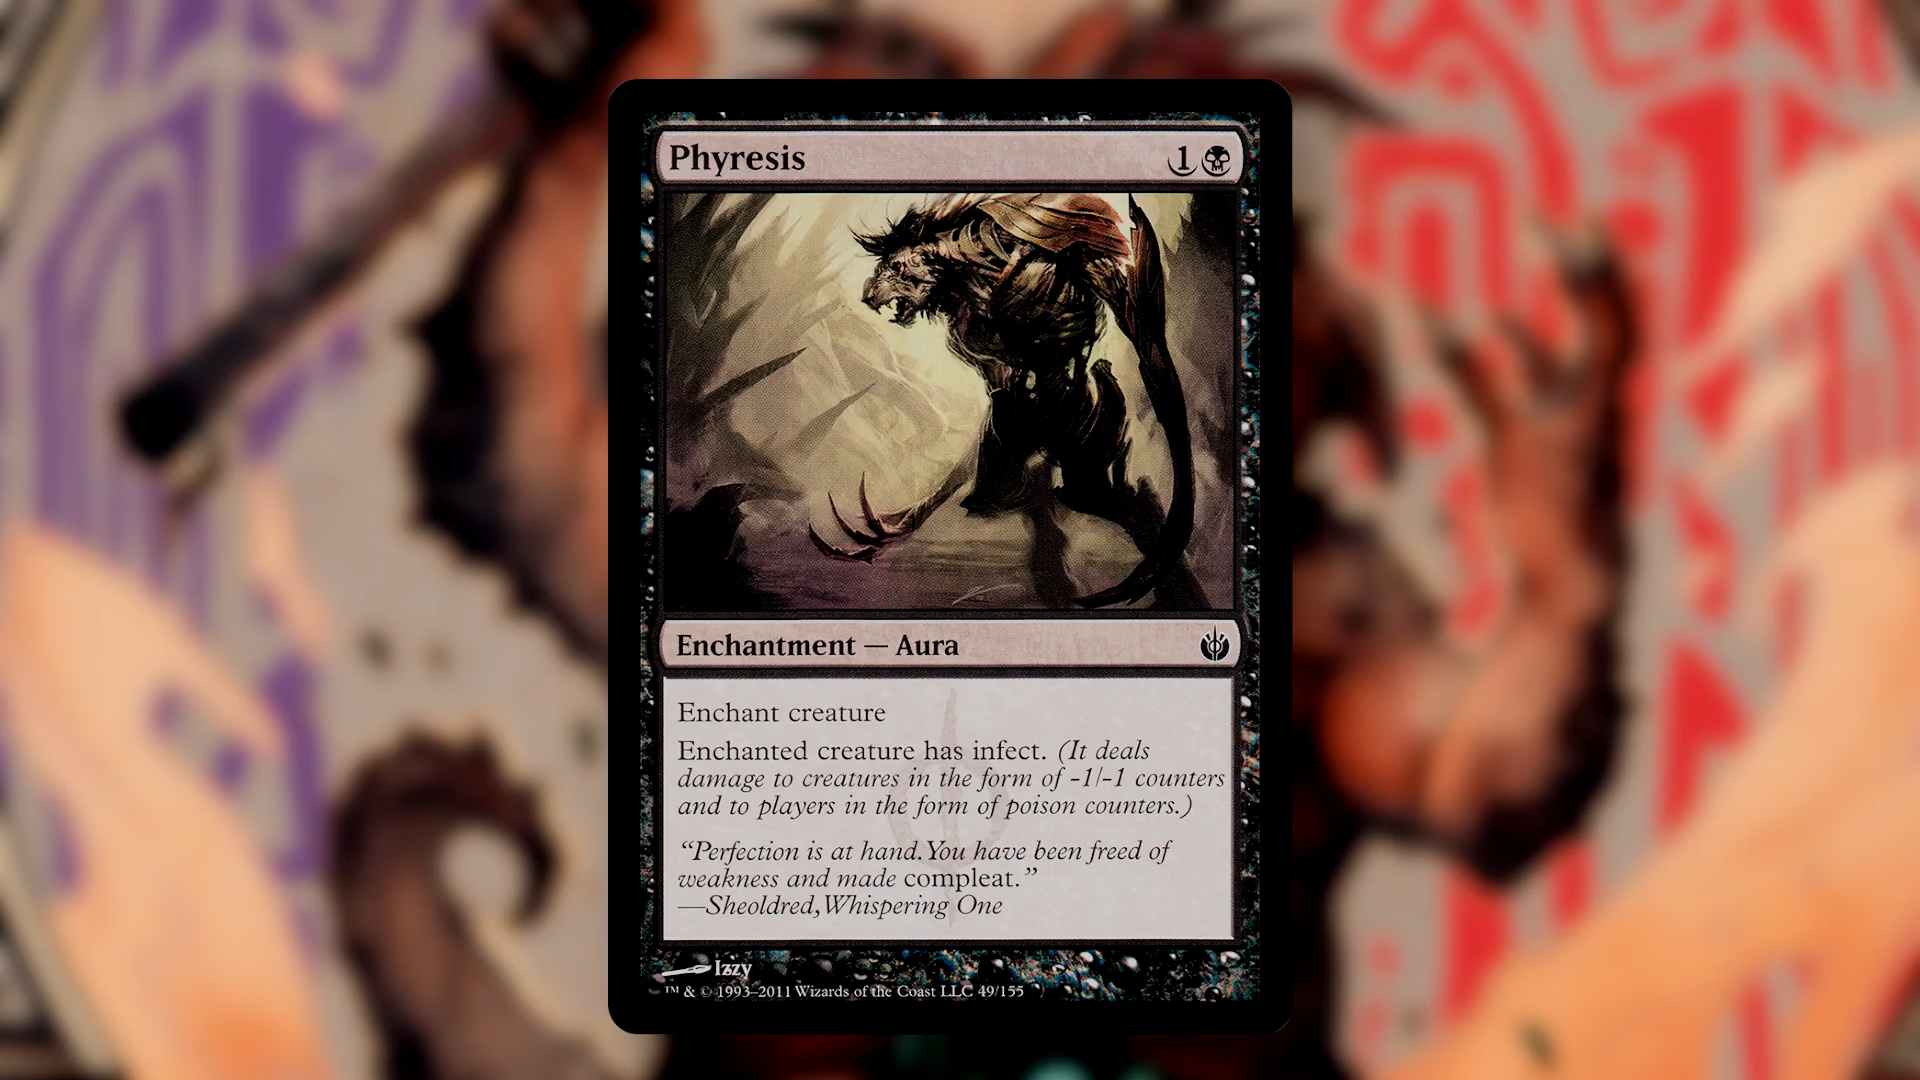 Phyresis 1
Enchantment — Aura
Enchant creature
Enchanted creature has infect. (It deals
damage to creatures in the form of -1/-1 counters
and to players in the form of poison counters.)
“Perfection is at hand. You have been freed of
weakness and made compleat.”
—Sheoldred, Whispering One
Izzy
™ & © 1993–2011 Wizards of the Coast LLC 49/155